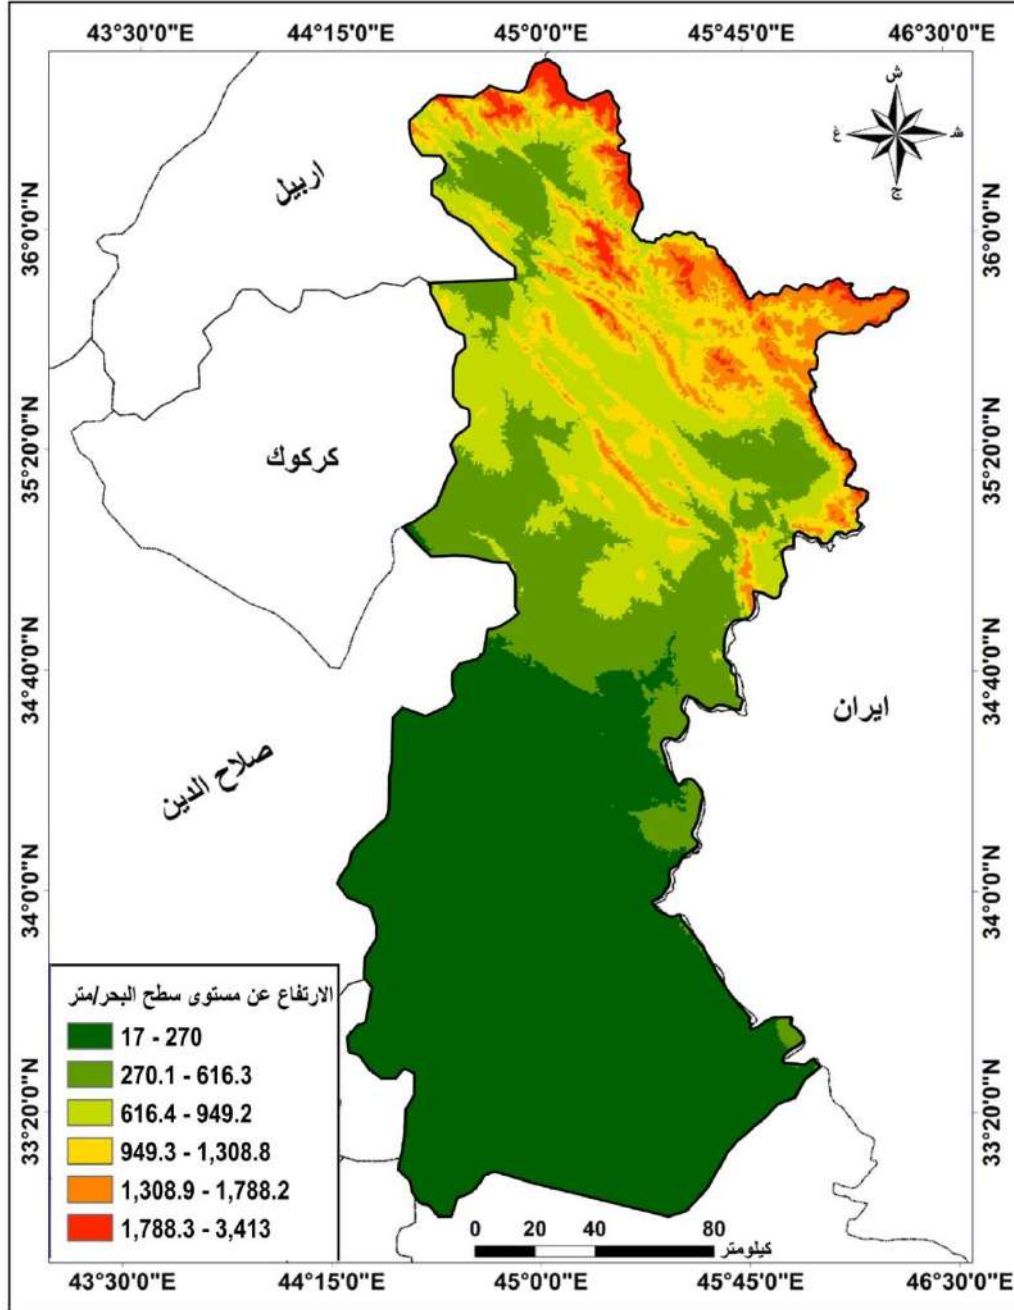 43°30'0"E 44°15'0"E 45°0'0"E 45°45'0"E 46°30'0"E
ش
غ
شد
ج
اربيل
36°0'0"N
36°0'0"N
كركوك
35°20'0"N
35°20'0"N
34°40'0"N
34°40'0"N
ايران
صلاح الدين
34°0'0"N
34°0'0"N
33°20'0"N
33°20'0"N
الارتفاع عن مستوى سطح البحر/متر
17 - 270
270.1 - 616.3
616.4 - 949.2
949.3 - 1,308.8
1,308.9 - 1,788.2
1,788.3 - 3,413
0 20 40 80
كيلومتر
43°30'0"E 44°15'0"E 45°0'0"E 45°45'0"E 46°30'0"E